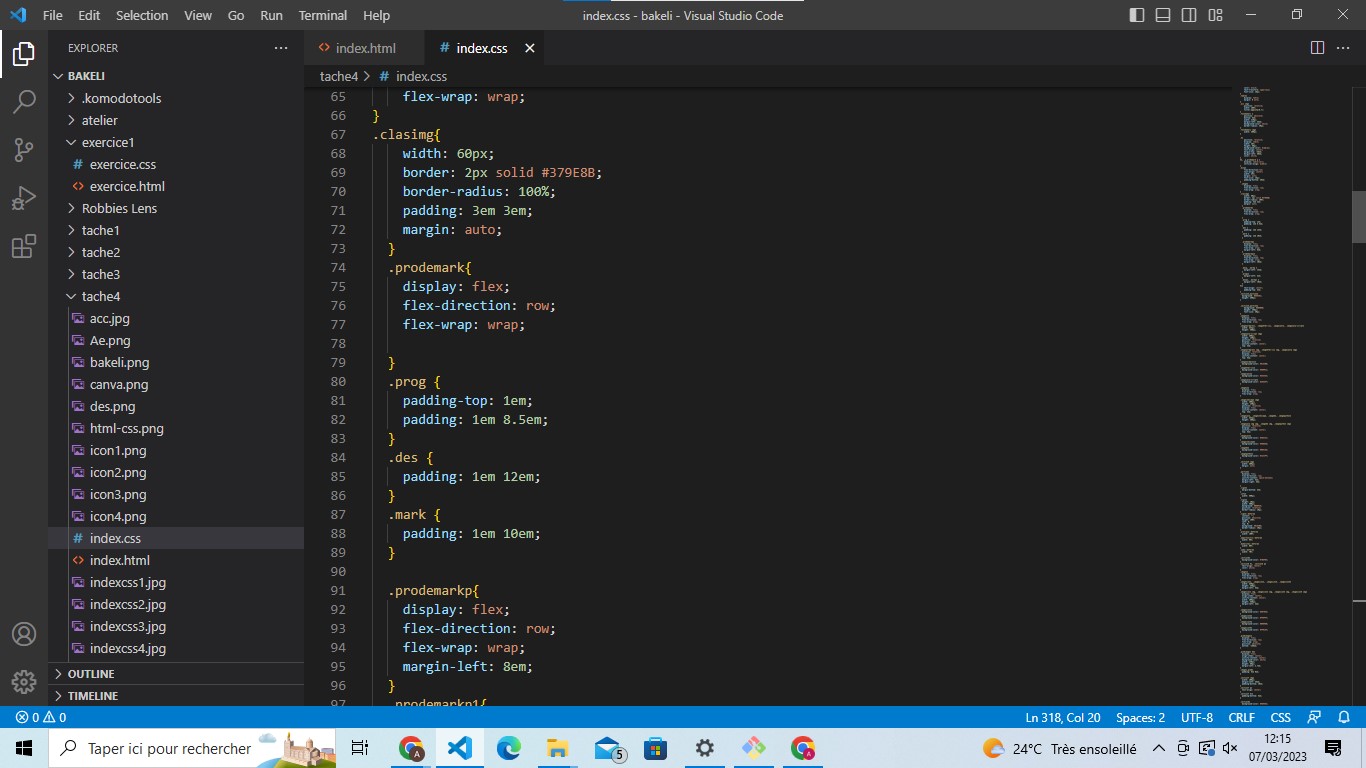 File Edit Selection View Go Run Terminal Help
index.css - bakeli - Visual Studio Code
EXPLORER
BAKELI
.komodotools
atelier
exercice1
exercice.css
exercice.html
Robbies Lens
tache1
tache2
tache3
tache4
acc.jpg
Ae.png
bakeli.png
canva.png
des.png
html-css.png
icon1.png
icon2.png
icon3.png
icon4.png
index.css
index.html
indexcss1.jpg
indexcss2.jpg
indexcss3.jpg
indexcss4.jpg
OUTLINE
TIMELINE
index.html
index.css
tache4 > # index.css
65 flex-wrap: wrap;
66 }
67 .clasimg{
68 width: 60px;
69 border: 2px solid #379E8B;
70 border-radius: 100%;
71 padding: 3em 3em;
72 margin: auto;
73 }
74 .prodemark{
75 display: flex;
76 flex-direction: row;
77 flex-wrap: wrap;
78
79 }
80 .prog {
81 padding-top: 1em;
82 padding: 1em 8.5em;
83 }
84 .des {
85 padding: 1em 12em;
86 }
87 .mark {
88 padding: 1em 10em;
89 }
90
91 .prodemarkp{
92 display: flex;
93 flex-direction: row;
94 flex-wrap: wrap;
95 margin-left: 8em;
96 }
97 .prodemarkp1{
0 0
Ln 318, Col 20 Spaces: 2 UTF-8 CRLF CSS
Taper ici pour rechercher
5
24°C Très ensoleillé
12:15
07/03/2023